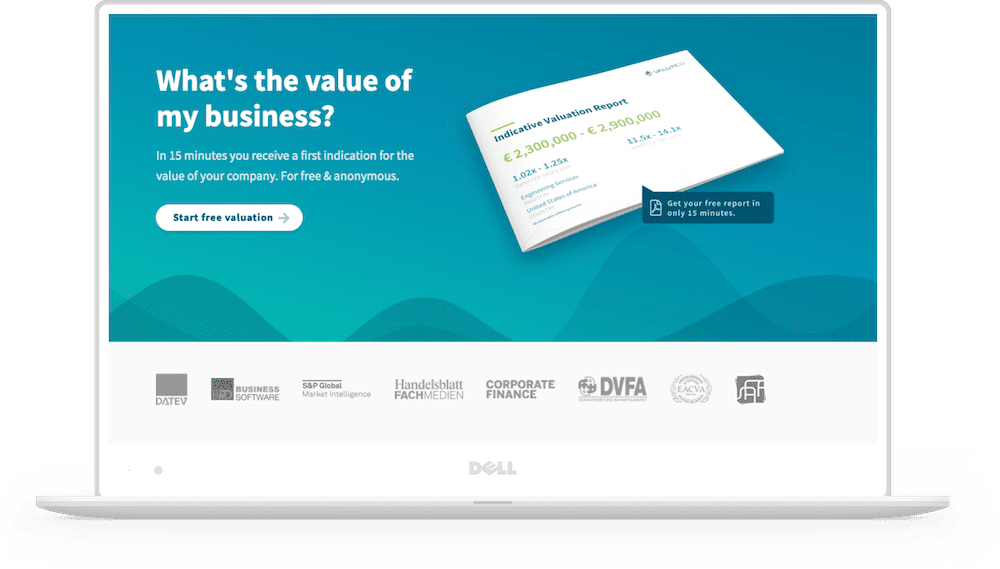 What's the value of
my business?
In 15 minutes you receive a first indication for the
value of your company. For free & anonymous.
Start free valuation
VALUTECO
Indicative Valuation Report
€ 2,300,000 - € 2,900,000
1.02x - 1.25x
11.5x - 14.1x
Engineering Services
INDUSTRY
United States of America
COUNTRY
Get your free report in
only 15 minutes.
DATEV
BUSINESS
SOFTWARE
S&P Global
Market Intelligence
Handelsblatt
FACHMEDIEN
CORPORATE
FINANCE
DVFA
EACVA
DELL